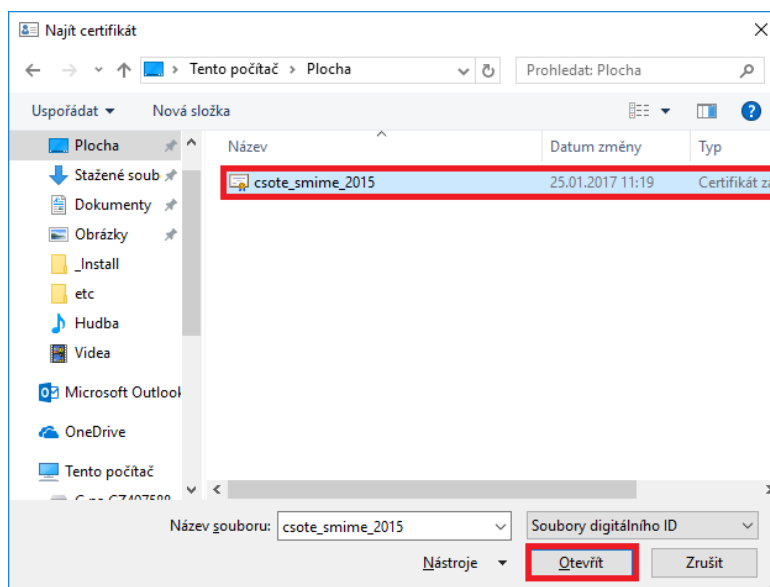 Najít certifikát
Tento počítač > Plocha
Prohledat: Plocha
Uspořádat
Nová složka
Plocha
Stažené soub
Dokumenty
Obrázky
_Install
etc
Hudba
Videa
Microsoft Outlook
OneDrive
Tento počítač
Název
Datum změny
Typ
csote_smime_2015
25.01.2017 11:19
Certifikát za
Název souboru:
csote_smime_2015
Soubory digitálního ID
Nástroje
Otevřít
Zrušit